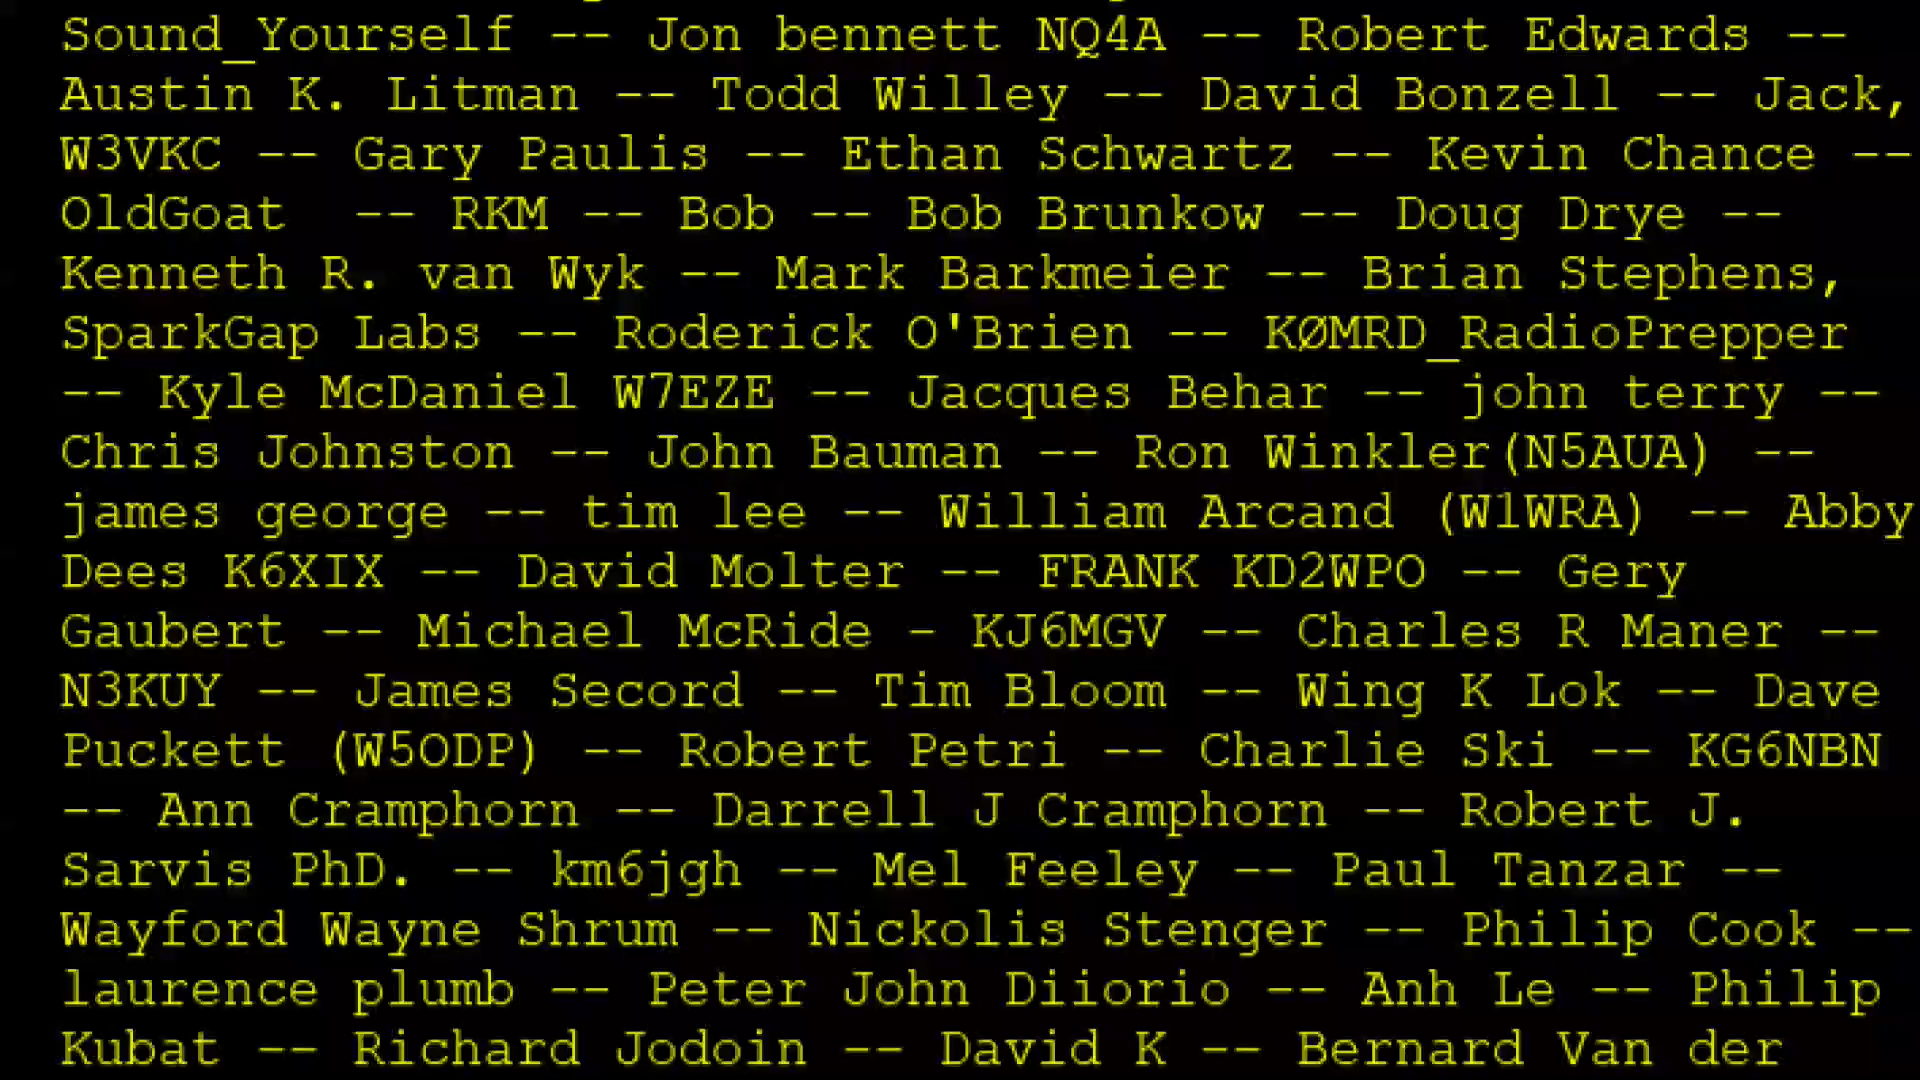 Sound_Yourself -- Jon bennett NQ4A -- Robert Edwards --
Austin K. Litman -- Todd Willey -- David Bonzell -- Jack,
W3VKC -- Gary Paulis -- Ethan Schwartz -- Kevin Chance --
OldGoat  -- RKM -- Bob -- Bob Brunkow -- Doug Drye --
Kenneth R. van Wyk -- Mark Barkmeier -- Brian Stephens,
SparkGap Labs -- Roderick O'Brien -- KØMRD_RadioPrepper
-- Kyle McDaniel W7EZE -- Jacques Behar -- john terry --
Chris Johnston -- John Bauman -- Ron Winkler(N5AUA) --
james george -- tim lee -- William Arcand (W1WRA) -- Abby
Dees K6XIX -- David Molter -- FRANK KD2WPO -- Gery
Gaubert -- Michael McRide - KJ6MGV -- Charles R Maner --
N3KUY -- James Secord -- Tim Bloom -- Wing K Lok -- Dave
Puckett (W5ODP) -- Robert Petri -- Charlie Ski -- KG6NBN
-- Ann Cramphorn -- Darrell J Cramphorn -- Robert J.
Sarvis PhD. -- km6jgh -- Mel Feeley -- Paul Tanzar --
Wayford Wayne Shrum -- Nickolis Stenger -- Philip Cook --
laurence plumb -- Peter John Diiorio -- Anh Le -- Philip
Kubat -- Richard Jodoin -- David K -- Bernard Van der